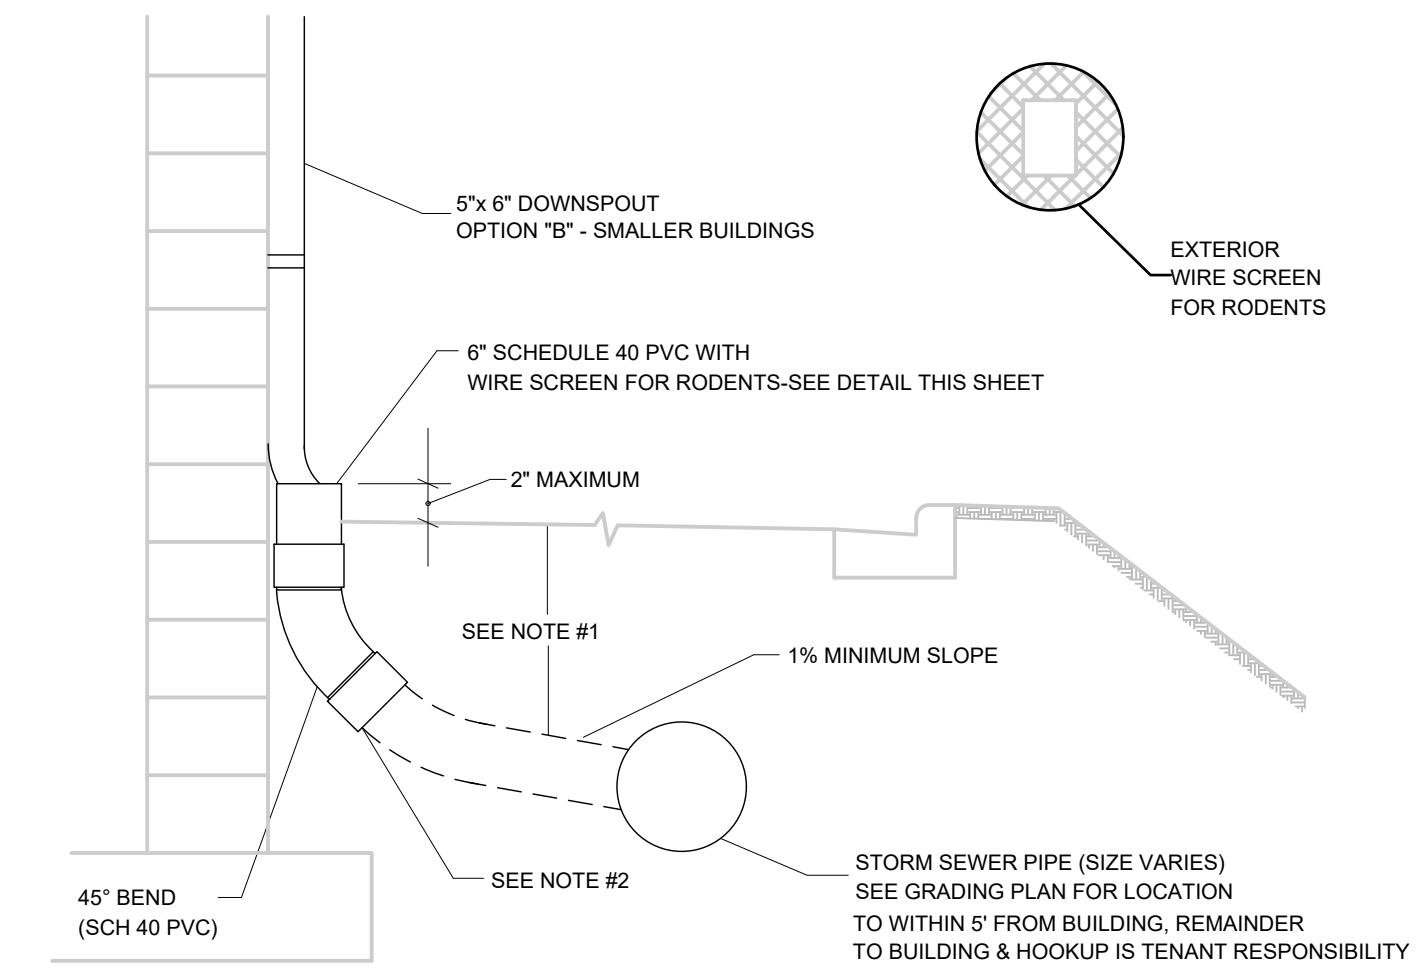 5"x 6" DOWNSPOUT
OPTION "B" - SMALLER BUILDINGS
EXTERIOR
WIRE SCREEN
FOR RODENTS
6" SCHEDULE 40 PVC WITH
WIRE SCREEN FOR RODENTS-SEE DETAIL THIS SHEET
2" MAXIMUM
SEE NOTE #1
1% MINIMUM SLOPE
SEE NOTE #2
45° BEND
(SCH 40 PVC)
STORM SEWER PIPE (SIZE VARIES)
SEE GRADING PLAN FOR LOCATION
TO WITHIN 5' FROM BUILDING, REMAINDER
TO BUILDING & HOOKUP IS TENANT RESPONSIBILITY